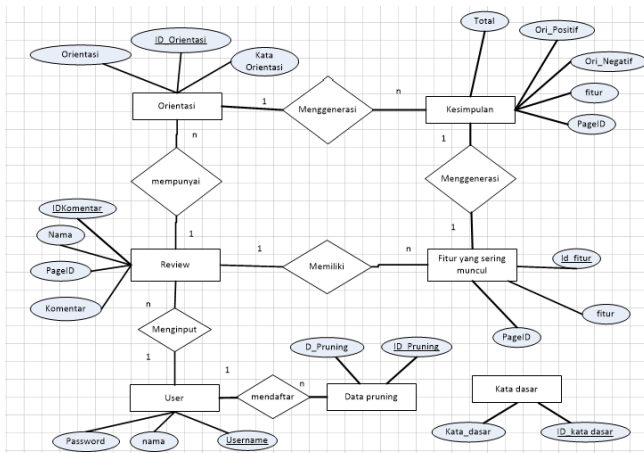 Total
Ori_Positif
ID_Orientasi
Orientasi
Kata
Orientasi
Ori_Negatif
fitur
PageID
Orientasi
1
Menggenerasi
n
Kesimpulan
n
1
mempunyai
Menggenerasi
IDKomentar
Nama
PageID
Komentar
1
1
Review
1
Memiliki
n
Fitur yang sering
muncul
Id_fitur
fitur
PageID
n
Menginput
1
1
D_Pruning
ID_Pruning
User
mendaftar
n
Data pruning
Kata dasar
Password
nama
Username
Kata_dasar
ID_kata dasar